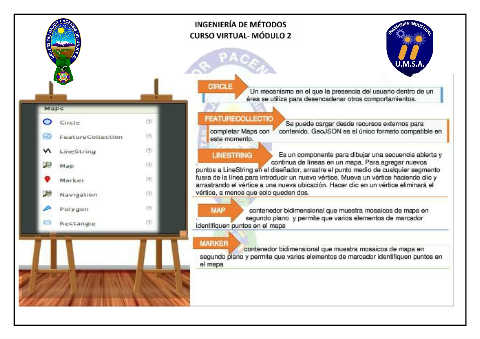 INGENIERÍA DE MÉTODOS
CURSO VIRTUAL- MÓDULO 2
U.M.S.A.
Maps
Circle
FeatureCollection
LineString
Map
Marker
Navigation
Polygon
Rectangle
CIRCLE
Un mecanismo en el que la presencia del usuario dentro de un
área se utiliza para desencadenar otros comportamientos.
FEATURECOLLECTIO
Se puede cargar desde recursos externos para
completar Maps con contenido. GeoJSON es el único formato compatible en
este momento.
LINESTRING
Es un componente para dibujar una secuencia abierta y
continua de líneas en un mapa. Para agregar nuevos
puntos a LineString en el diseñador, arrastre el punto medio de cualquier segmento
fuera de la línea para introducir un nuevo vértice. Mueva un vértice haciendo clic y
arrastrando el vértice a una nueva ubicación. Hacer clic en un vértice eliminará el
vértice, a menos que solo queden dos.
MAP
contenedor bidimensional que muestra mosaicos de mapa en
segundo plano y permite que varios elementos de marcador
identifiquen puntos en el mapa
MARKER
contenedor bidimensional que muestra mosaicos de mapa en
segundo plano y permite que varios elementos de marcador identifiquen puntos en
el mapa